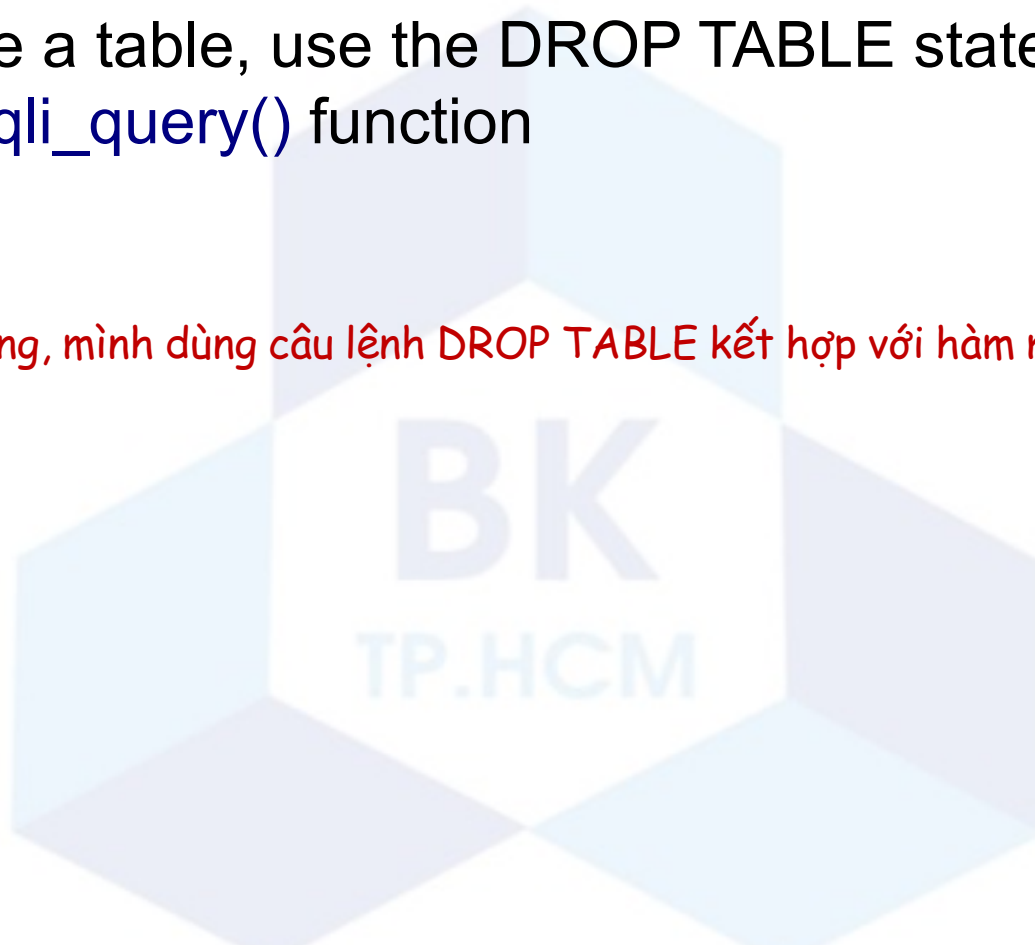 e a table, use the DROP TABLE state
qli_query() function
ng, mình dùng câu lệnh DROP TABLE kết hợp với hàm
BK
TP.HCM